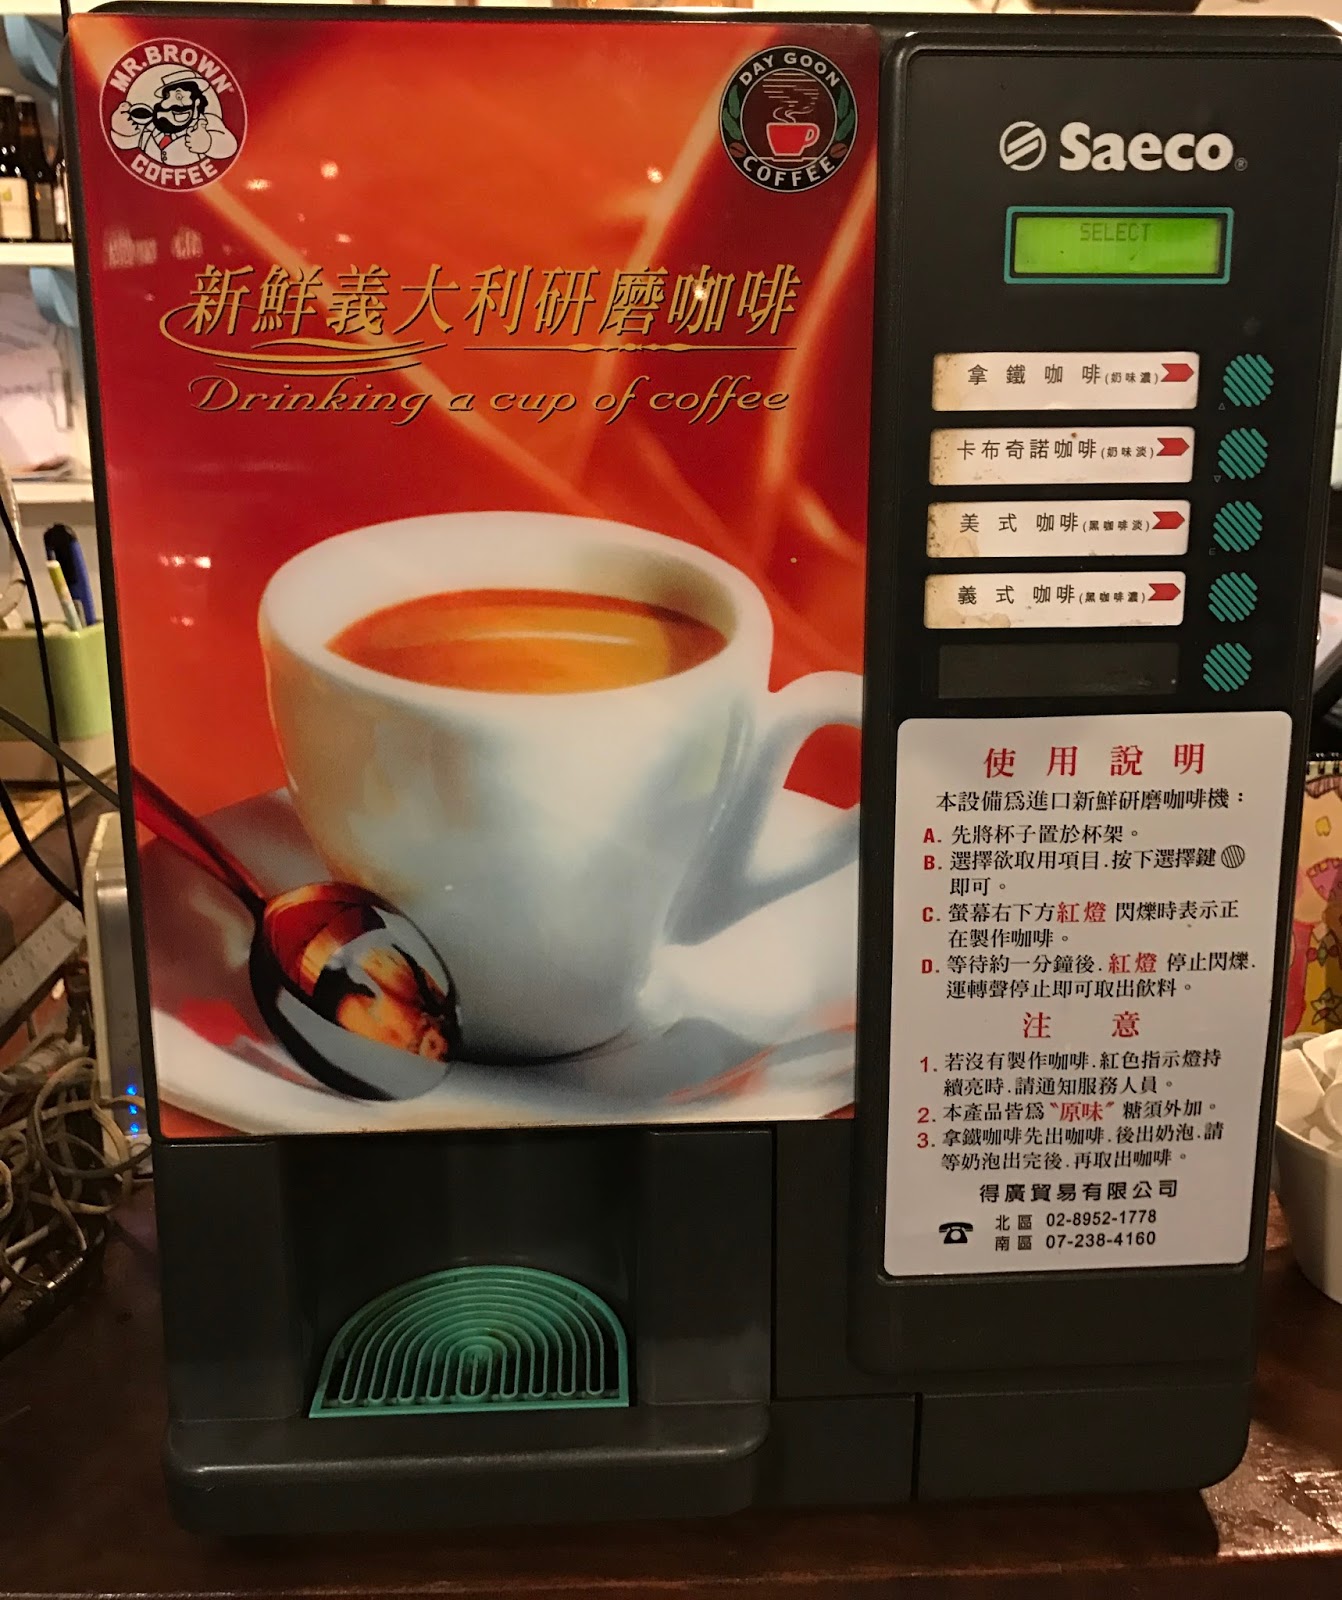 MR.BROWN
COFFEE
DAY GOON
COFFEE
新鮮義大利研磨咖啡
Drinking a cup of coffee
Saeco®
SELECT
拿鐵咖啡(奶味濃)
卡布奇諾咖啡(奶味淡)
美式咖啡(黑咖啡淡)
義式咖啡(黑咖啡濃)
使用說明
本設備為進口新鮮研磨咖啡機：
A. 先將杯子置於杯架。
B. 選擇欲取用項目.按下選擇鍵
即可。
C. 螢幕右下方紅燈 閃爍時表示正
在製作咖啡。
D. 等待約一分鐘後.紅燈 停止閃爍.
運轉聲停止即可取出飲料。
注意
1. 若沒有製作咖啡.紅色指示燈持
續亮時.請通知服務人員。
2. 本產品皆為〝原味〞糖須外加。
3. 拿鐵咖啡先出咖啡.後出奶泡.請
等奶泡出完後.再取出咖啡。
得廣貿易有限公司
北區 02-8952-1778
南區 07-238-4160